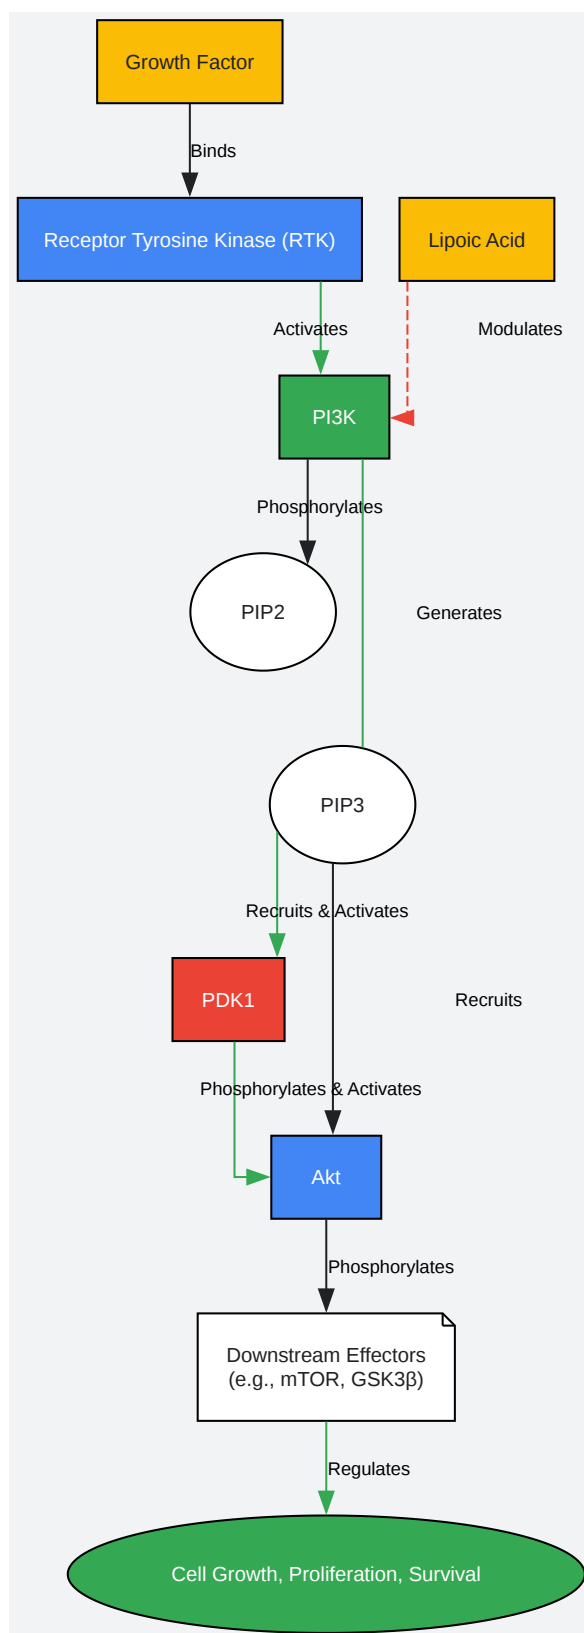 Growth Factor
Binds
Receptor Tyrosine Kinase (RTK)
Lipoic Acid
Activates
Modulates
PI3K
Phosphorylates
PIP2
Generates
PIP3
Recruits & Activates
PDK1
Recruits
Phosphorylates & Activates
Akt
Phosphorylates
Downstream Effectors
(e.g., mTOR, GSK3β)
Regulates
Cell Growth, Proliferation, Survival